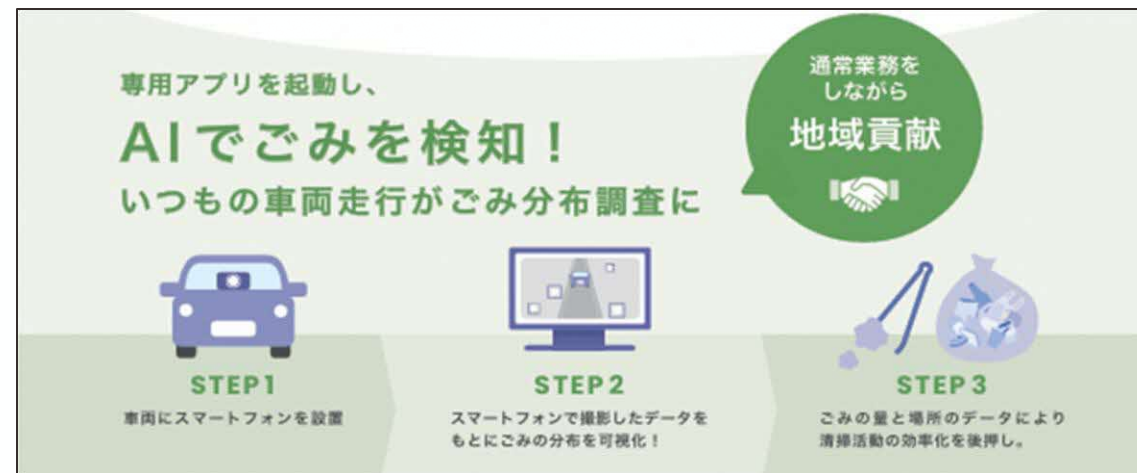 専用アプリを起動し、
AIでごみを検知！
いつもの車両走行がごみ分布調査に
通常業務を
しながら
地域貢献
STEP1
車両にスマートフォンを設置
STEP2
スマートフォンで撮影したデータを
もとにごみの分布を可視化！
STEP3
ごみの量と場所のデータにより
清掃活動の効率化を後押し。